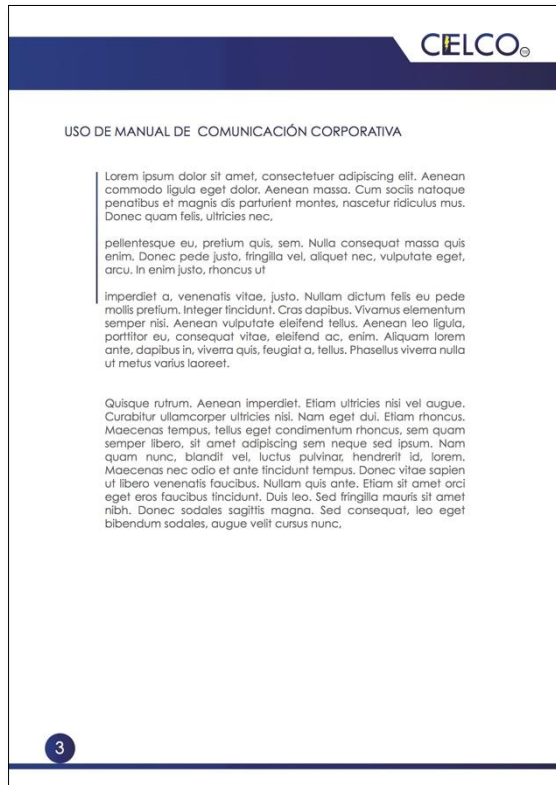 CELCO
USO DE MANUAL DE COMUNICACIÓN CORPORATIVA
Lorem ipsum dolor sit amet, consectetuer adipiscing elit. Aenean
commodo ligula eget dolor. Aenean massa. Cum sociis natoque
penatibus et magnis dis parturient montes, nascetur ridiculus mus.
Donec quam felis, ultricies nec,
pellentesque eu, pretium quis, sem. Nulla consequat massa quis
enim. Donec pede justo, fringilla vel, aliquet nec, vulputate eget,
arcu. In enim justo, rhoncus ut
imperdiet a, venenatis vitae, justo. Nullam dictum felis eu pede
mollis pretium. Integer tincidunt. Cras dapibus. Vivamus elementum
semper nisi. Aenean vulputate eleifend tellus. Aenean leo ligula,
porttitor eu, consequat vitae, eleifend ac, enim. Aliquam lorem
ante, dapibus in, viverra quis, feugiat a, tellus. Phasellus viverra nulla
ut metus varius laoreet.
Quisque rutrum. Aenean imperdiet. Etiam ultricies nisi vel augue.
Curabitur ullamcorper ultricies nisi. Nam eget dui. Etiam rhoncus.
Maecenas tempus, tellus eget condimentum rhoncus, sem quam
semper libero, sit amet adipiscing sem neque sed ipsum. Nam
quam nunc, blandit vel, luctus pulvinar, hendrerit id, lorem.
Maecenas nec odio et ante tincidunt tempus. Donec vitae sapien
ut libero venenatis faucibus. Nullam quis ante. Etiam sit amet orci
eget eros faucibus tincidunt. Duis leo. Sed fringilla mauris sit amet
nibh. Donec sodales sagittis magna. Sed consequat, leo eget
bibendum sodales, augue velit cursus nunc,
3